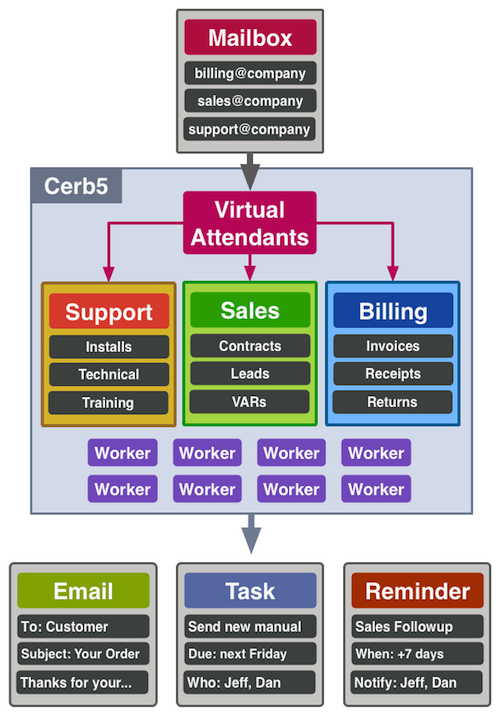 Mailbox
billing@company
sales@company
support@company
Cerb5
Virtual
Attendants
Support
Installs
Technical
Training
Sales
Contracts
Leads
VARs
Billing
Invoices
Receipts
Returns
Worker Worker Worker Worker
Worker Worker Worker Worker
Email
To: Customer
Subject: Your Order
Thanks for your...
Task
Send new manual
Due: next Friday
Who: Jeff, Dan
Reminder
Sales Followup
When: +7 days
Notify: Jeff, Dan